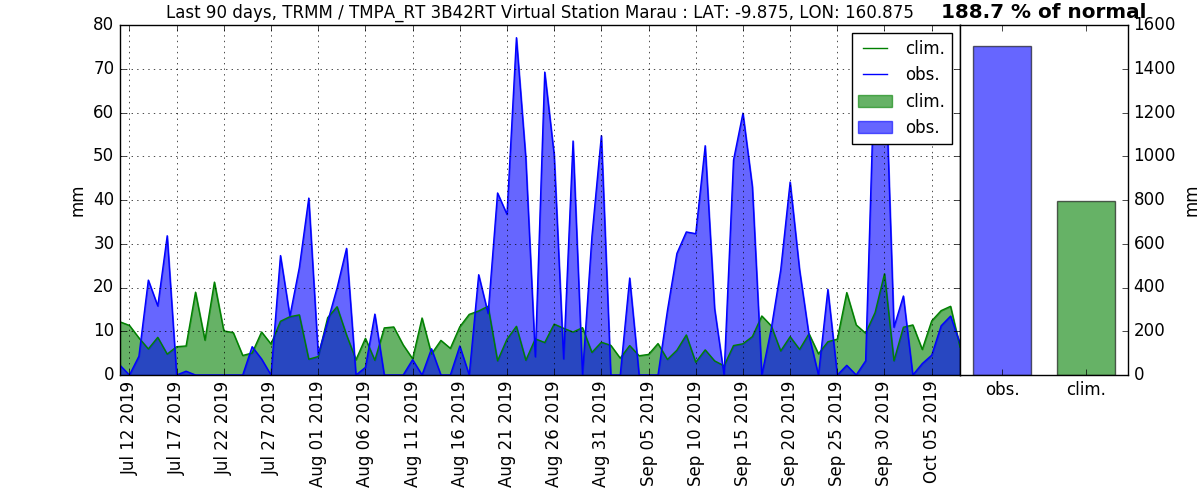 Last 90 days, TRMM / TMPA_RT 3B42RT Virtual Station Marau : LAT: -9.875, LON: 160.875
188.7 % of normal
mm
80
70
60
50
40
30
20
10
0
clim.
obs.
clim.
obs.
1600
1400
1200
1000
800
600
400
200
0
mm
Jul 12 2019
Jul 17 2019
Jul 22 2019
Jul 27 2019
Aug 01 2019
Aug 06 2019
Aug 11 2019
Aug 16 2019
Aug 21 2019
Aug 26 2019
Aug 31 2019
Sep 05 2019
Sep 10 2019
Sep 15 2019
Sep 20 2019
Sep 25 2019
Sep 30 2019
Oct 05 2019
obs.
clim.